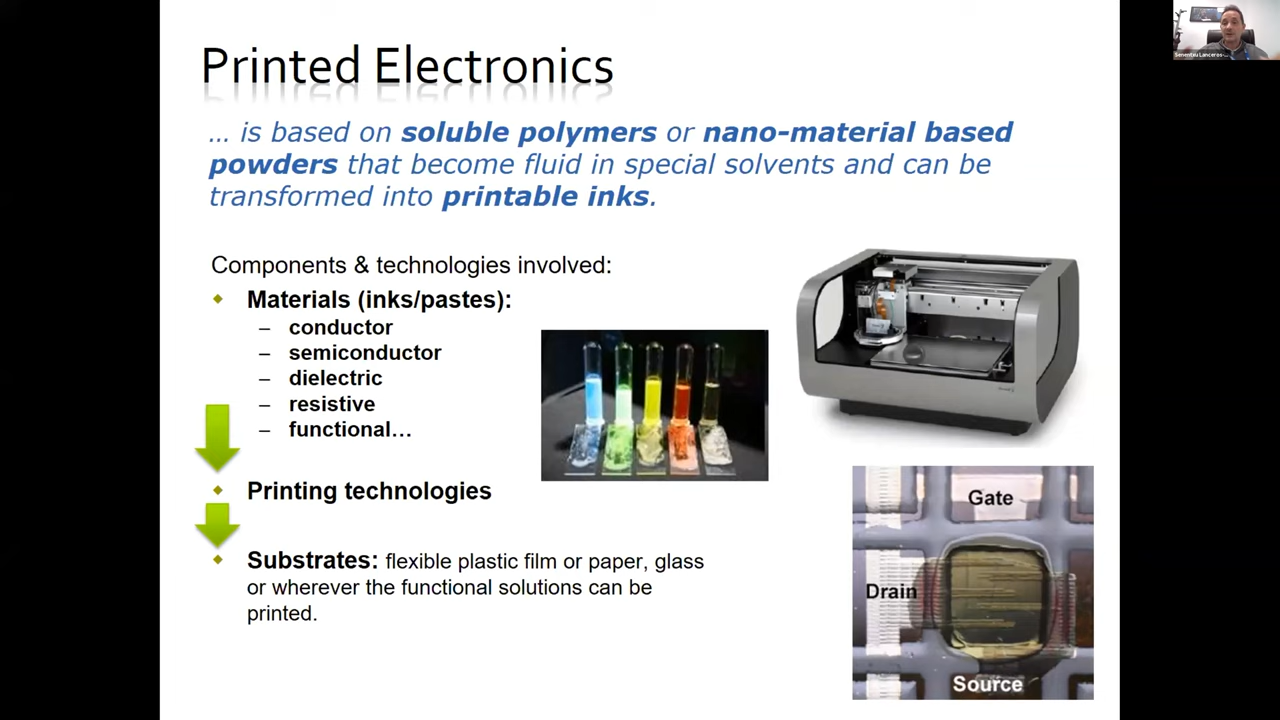 Printed Electronics
… is based on soluble polymers or nano-material based
powders that become fluid in special solvents and can be
transformed into printable inks.
Components & technologies involved:
Materials (inks/pastes):
– conductor
– semiconductor
– dielectric
– resistive
– functional…
Printing technologies
Substrates: flexible plastic film or paper, glass
or wherever the functional solutions can be
printed.
Gate
Drain
Source
Senentxu Lanceros-...